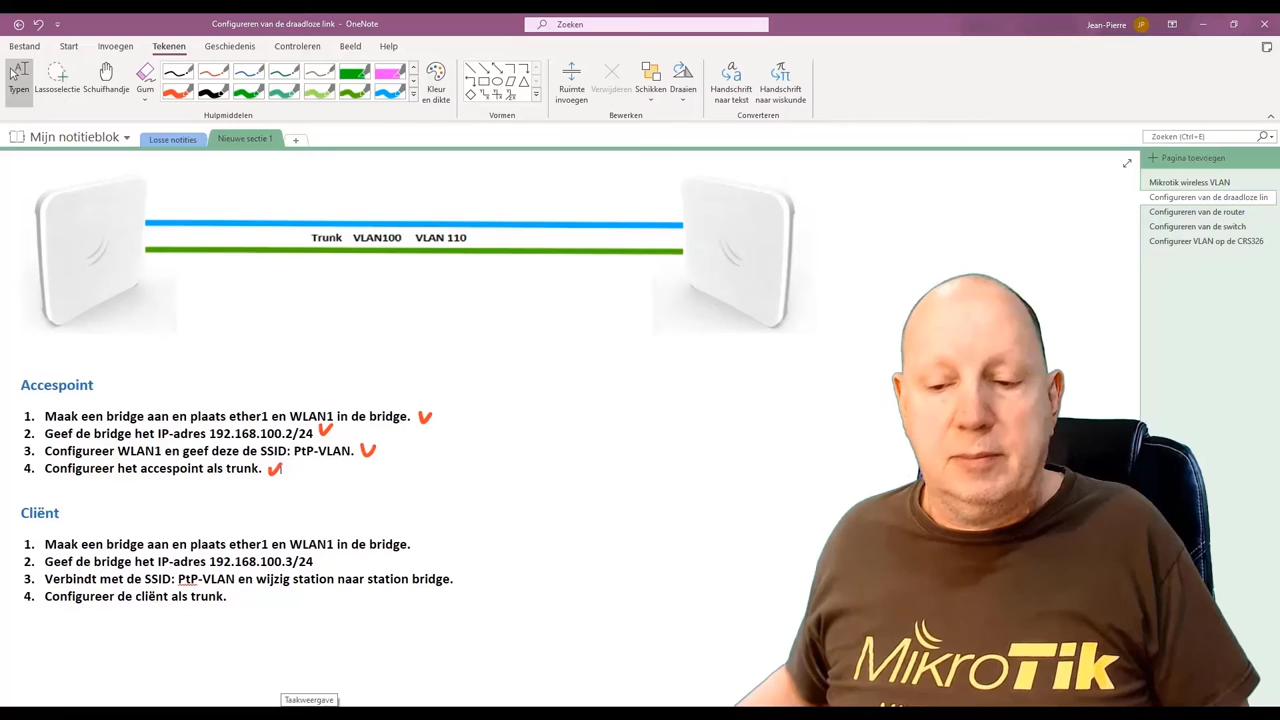 Configureren van de draadloze link - OneNote
Zoeken
Jean-Pierre
JP
Bestand Start Invoegen Tekenen Geschiedenis Controleren Beeld Help
Typen
Lassoselectie
Schuifhandje
Gum
Kleur en dikte
Ruimte invoegen
Verwijderen
Schikken
Draaien
Handschrift naar tekst
Handschrift naar wiskunde
Hulpmiddelen Vormen Bewerken Converteren
Mijn notitieblok
Losse notities
Nieuwe sectie 1
Zoeken (Ctrl+E)
Pagina toevoegen
Mikrotik wireless VLAN
Configureren van de draadloze lin
Configureren van de router
Configureren van de switch
Configureer VLAN op de CRS326
Trunk VLAN100 VLAN 110
Accespoint
1. Maak een bridge aan en plaats ether1 en WLAN1 in de bridge.
2. Geef de bridge het IP-adres 192.168.100.2/24
3. Configureer WLAN1 en geef deze de SSID: PtP-VLAN.
4. Configureer het accespoint als trunk.
Cliënt
1. Maak een bridge aan en plaats ether1 en WLAN1 in de bridge.
2. Geef de bridge het IP-adres 192.168.100.3/24
3. Verbindt met de SSID: PtP-VLAN en wijzig station naar station bridge.
4. Configureer de cliënt als trunk.
MikroTik
Taakweergave